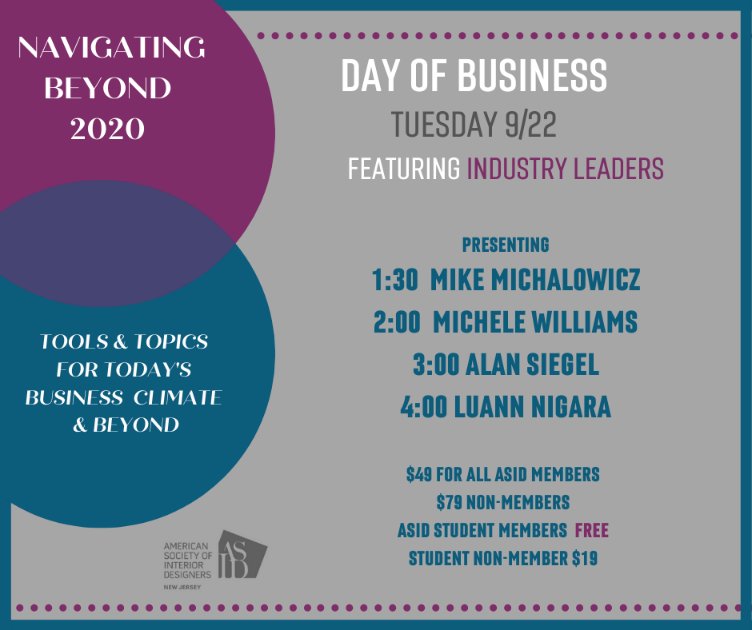 NAVIGATING
BEYOND
2020
DAY OF BUSINESS
TUESDAY 9/22
FEATURING INDUSTRY LEADERS
PRESENTING
1:30 MIKE MICHALOWICZ
2:00 MICHELE WILLIAMS
3:00 ALAN SIEGEL
4:00 LUANN NIGARA
TOOLS & TOPICS
FOR TODAY'S
BUSINESS CLIMATE
& BEYOND
$49 FOR ALL ASID MEMBERS
$79 NON-MEMBERS
ASID STUDENT MEMBERS FREE
STUDENT NON-MEMBER $19
AMERICAN
SOCIETY OF
INTERIOR
DESIGNERS
NEW JERSEY
ASID